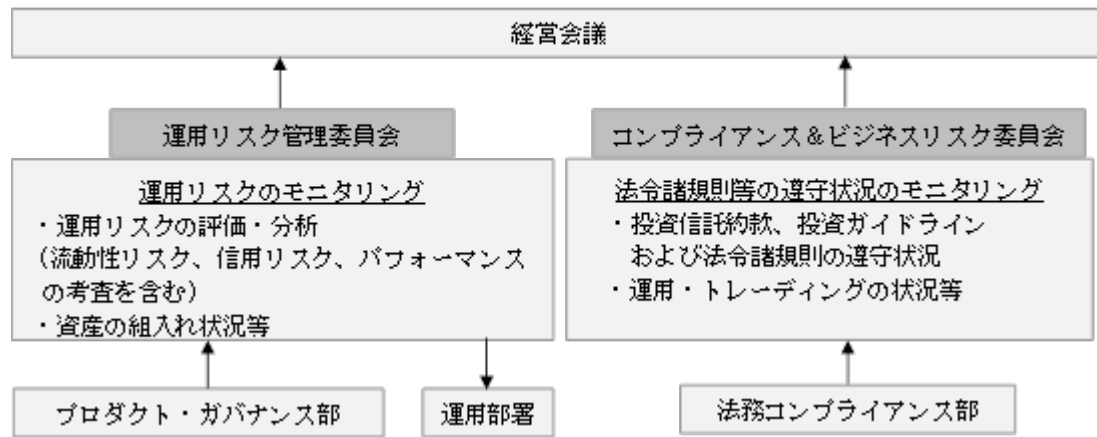 経営会議
運用リスク管理委員会
運用リスクのモニタリング
・運用リスクの評価・分析
(流動性リスク、信用リスク、パフォーマンス
の考査を含む)
・資産の組入れ状況等
コンプライアンス&ビジネスリスク委員会
法令諸規則等の遵守状況のモニタリング
・投資信託約款、投資ガイドライン
および法令諸規則の遵守状況
・運用・トレーディングの状況等
プロダクト・ガバナンス部
運用部署
法務コンプライアンス部